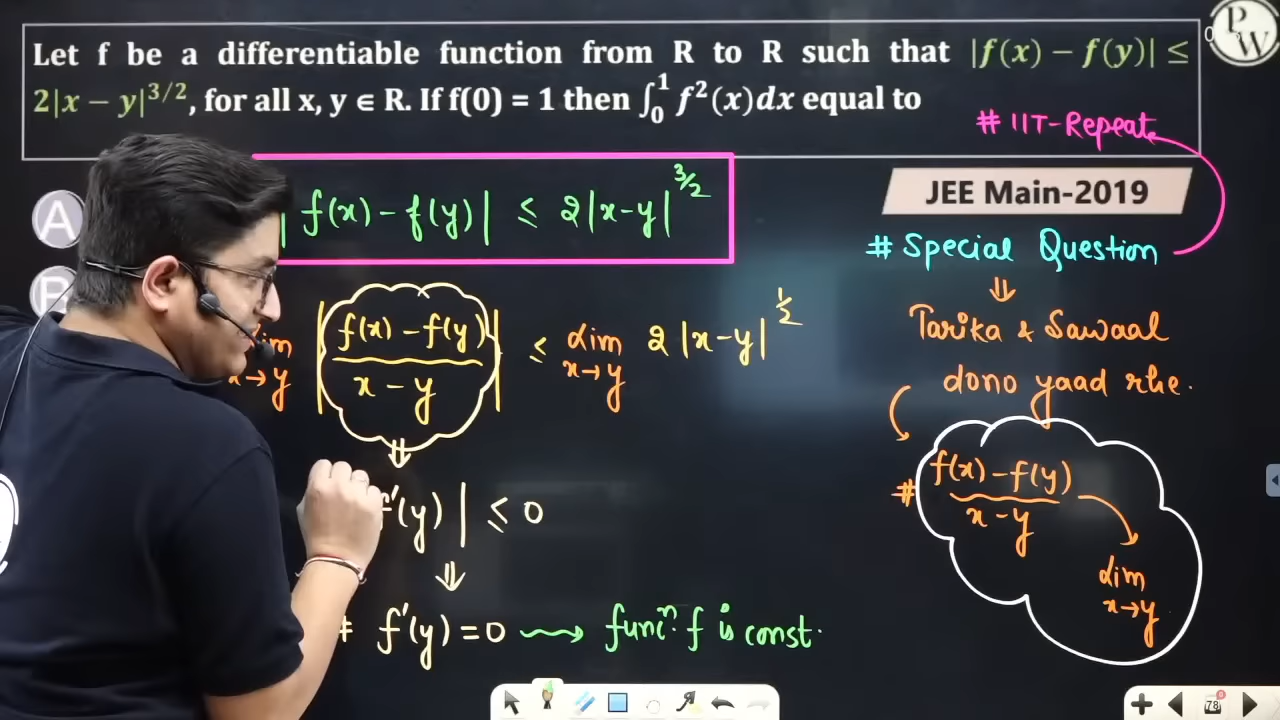 Let f be a differentiable function from R to R such that |f(x) − f(y)| ≤
2|x − y|^{3/2}, for all x, y ∈ R. If f(0) = 1 then ∫₀¹ f²(x)dx equal to
PW
# IIT-Repeat
JEE Main-2019
# Special Question
⇓
Tarika & Sawaal
dono yaad rhe.
# f(x)-f(y)
x-y
lim
x→y
A
B
| f(x)-f(y)| ≤ 2|x-y|^{3/2}
lim x→y | f(x)-f(y) / x-y | ≤ lim x→y 2|x-y|^{1/2}
⇓
f'(y) | ≤ 0
⇓
# f'(y)=0 → funcⁿ. f is const.
78